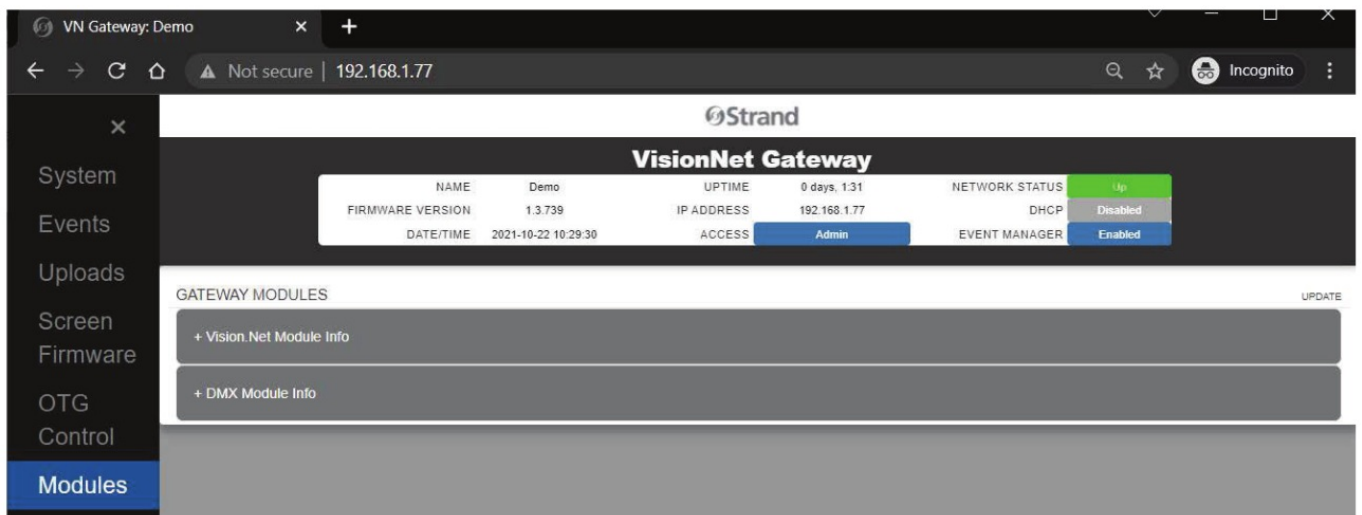 VN Gateway: Demo
Not secure | 192.168.1.77
Incognito
Strand
VisionNet Gateway
NAME Demo UPTIME 0 days, 1:31 NETWORK STATUS Up
FIRMWARE VERSION 1.3.739 IP ADDRESS 192.168.1.77 DHCP Disabled
DATE/TIME 2021-10-22 10:29:30 ACCESS Admin EVENT MANAGER Enabled
System
Events
Uploads
Screen
Firmware
OTG
Control
Modules
GATEWAY MODULES UPDATE
+ Vision.Net Module Info
+ DMX Module Info